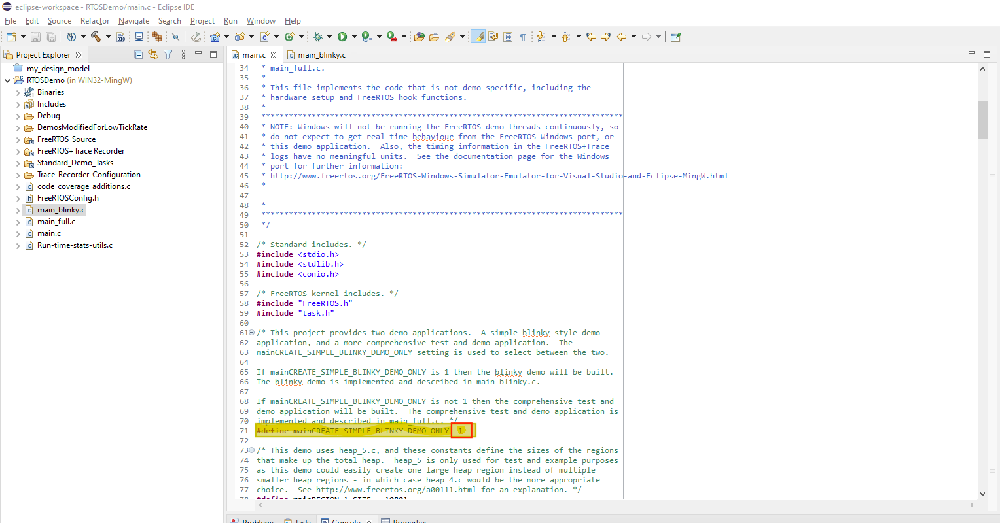 eclipse-workspace - RTOSDemo/main.c - Eclipse IDE
File Edit Source Refactor Navigate Search Project Run Window Help
Project Explorer
my_design_model
RTOSDemo (in WIN32-MingW)
Binaries
Includes
Debug
DemosModifiedForLowTickRate
FreeRTOS_Source
FreeRTOS+Trace Recorder
Standard_Demo_Tasks
Trace_Recorder_Configuration
code_coverage_additions.c
FreeRTOSConfig.h
main_blinky.c
main_full.c
main.c
Run-time-stats-utils.c
main.c main_blinky.c
34 * main_full.c.
35 *
36 * This file implements the code that is not demo specific, including the
37 * hardware setup and FreeRTOS hook functions.
38 *
39 *******************************************************************************
40 * NOTE: Windows will not be running the FreeRTOS demo threads continuously, so
41 * do not expect to get real time behaviour from the FreeRTOS Windows port, or
42 * this demo application.  Also, the timing information in the FreeRTOS+Trace
43 * logs have no meaningful units.  See the documentation page for the Windows
44 * port for further information:
45 * http://www.freertos.org/FreeRTOS-Windows-Simulator-Emulator-for-Visual-Studio-and-Eclipse-MingW.html
46 *
47
48 *
49 *******************************************************************************
50 */
51
52 /* Standard includes. */
53 #include <stdio.h>
54 #include <stdlib.h>
55 #include <conio.h>
56
57 /* FreeRTOS kernel includes. */
58 #include "FreeRTOS.h"
59 #include "task.h"
60
61 /* This project provides two demo applications.  A simple blinky style demo
62 application, and a more comprehensive test and demo application.  The
63 mainCREATE_SIMPLE_BLINKY_DEMO_ONLY setting is used to select between the two.
64
65 If mainCREATE_SIMPLE_BLINKY_DEMO_ONLY is 1 then the blinky demo will be built.
66 The blinky demo is implemented and described in main_blinky.c.
67
68 If mainCREATE_SIMPLE_BLINKY_DEMO_ONLY is not 1 then the comprehensive test and
69 demo application will be built.  The comprehensive test and demo application is
70 implemented and described in main_full.c. */
71 #define mainCREATE_SIMPLE_BLINKY_DEMO_ONLY 1
72
73 /* This demo uses heap_5.c, and these constants define the sizes of the regions
74 that make up the total heap.  heap_5 is only used for test and example purposes
75 as this demo could easily create one large heap region instead of multiple
76 smaller heap regions - in which case heap_4.c would be the more appropriate
77 choice.  See http://www.freertos.org/a00111.html for an explanation. */
78 #define mainREGION_1_SIZE 10801
Problems Tasks Console Properties